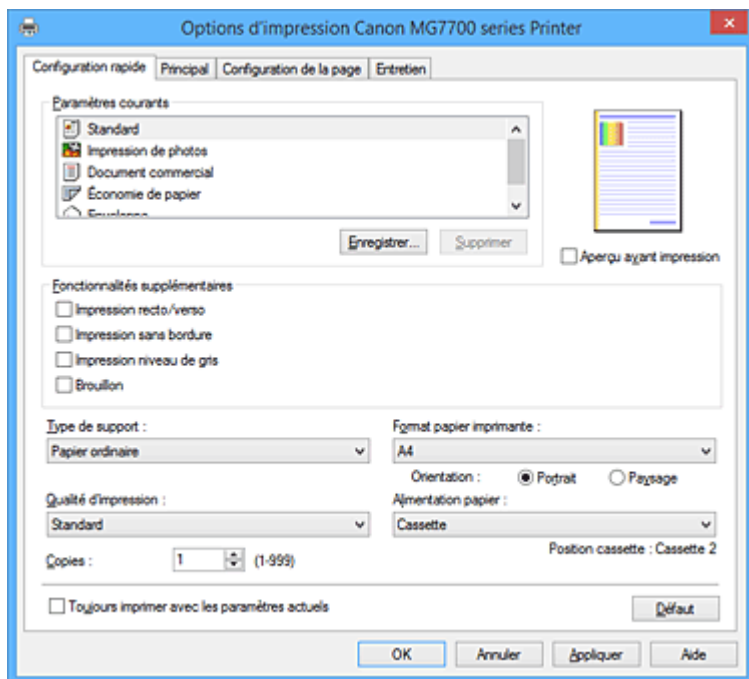 Options d'impression Canon MG7700 series Printer
Configuration rapide Principal Configuration de la page Entretien
Paramètres courants
Standard
Impression de photos
Document commercial
Économie de papier
Enregistrer... Supprimer
Aperçu avant impression
Fonctionnalités supplémentaires
Impression recto/verso
Impression sans bordure
Impression niveau de gris
Brouillon
Type de support :
Papier ordinaire
Format papier imprimante :
A4
Orientation : Portrait Paysage
Qualité d'impression :
Standard
Alimentation papier :
Cassette
Position cassette : Cassette 2
Copies : 1 (1-999)
Toujours imprimer avec les paramètres actuels
Défaut
OK Annuler Appliquer Aide